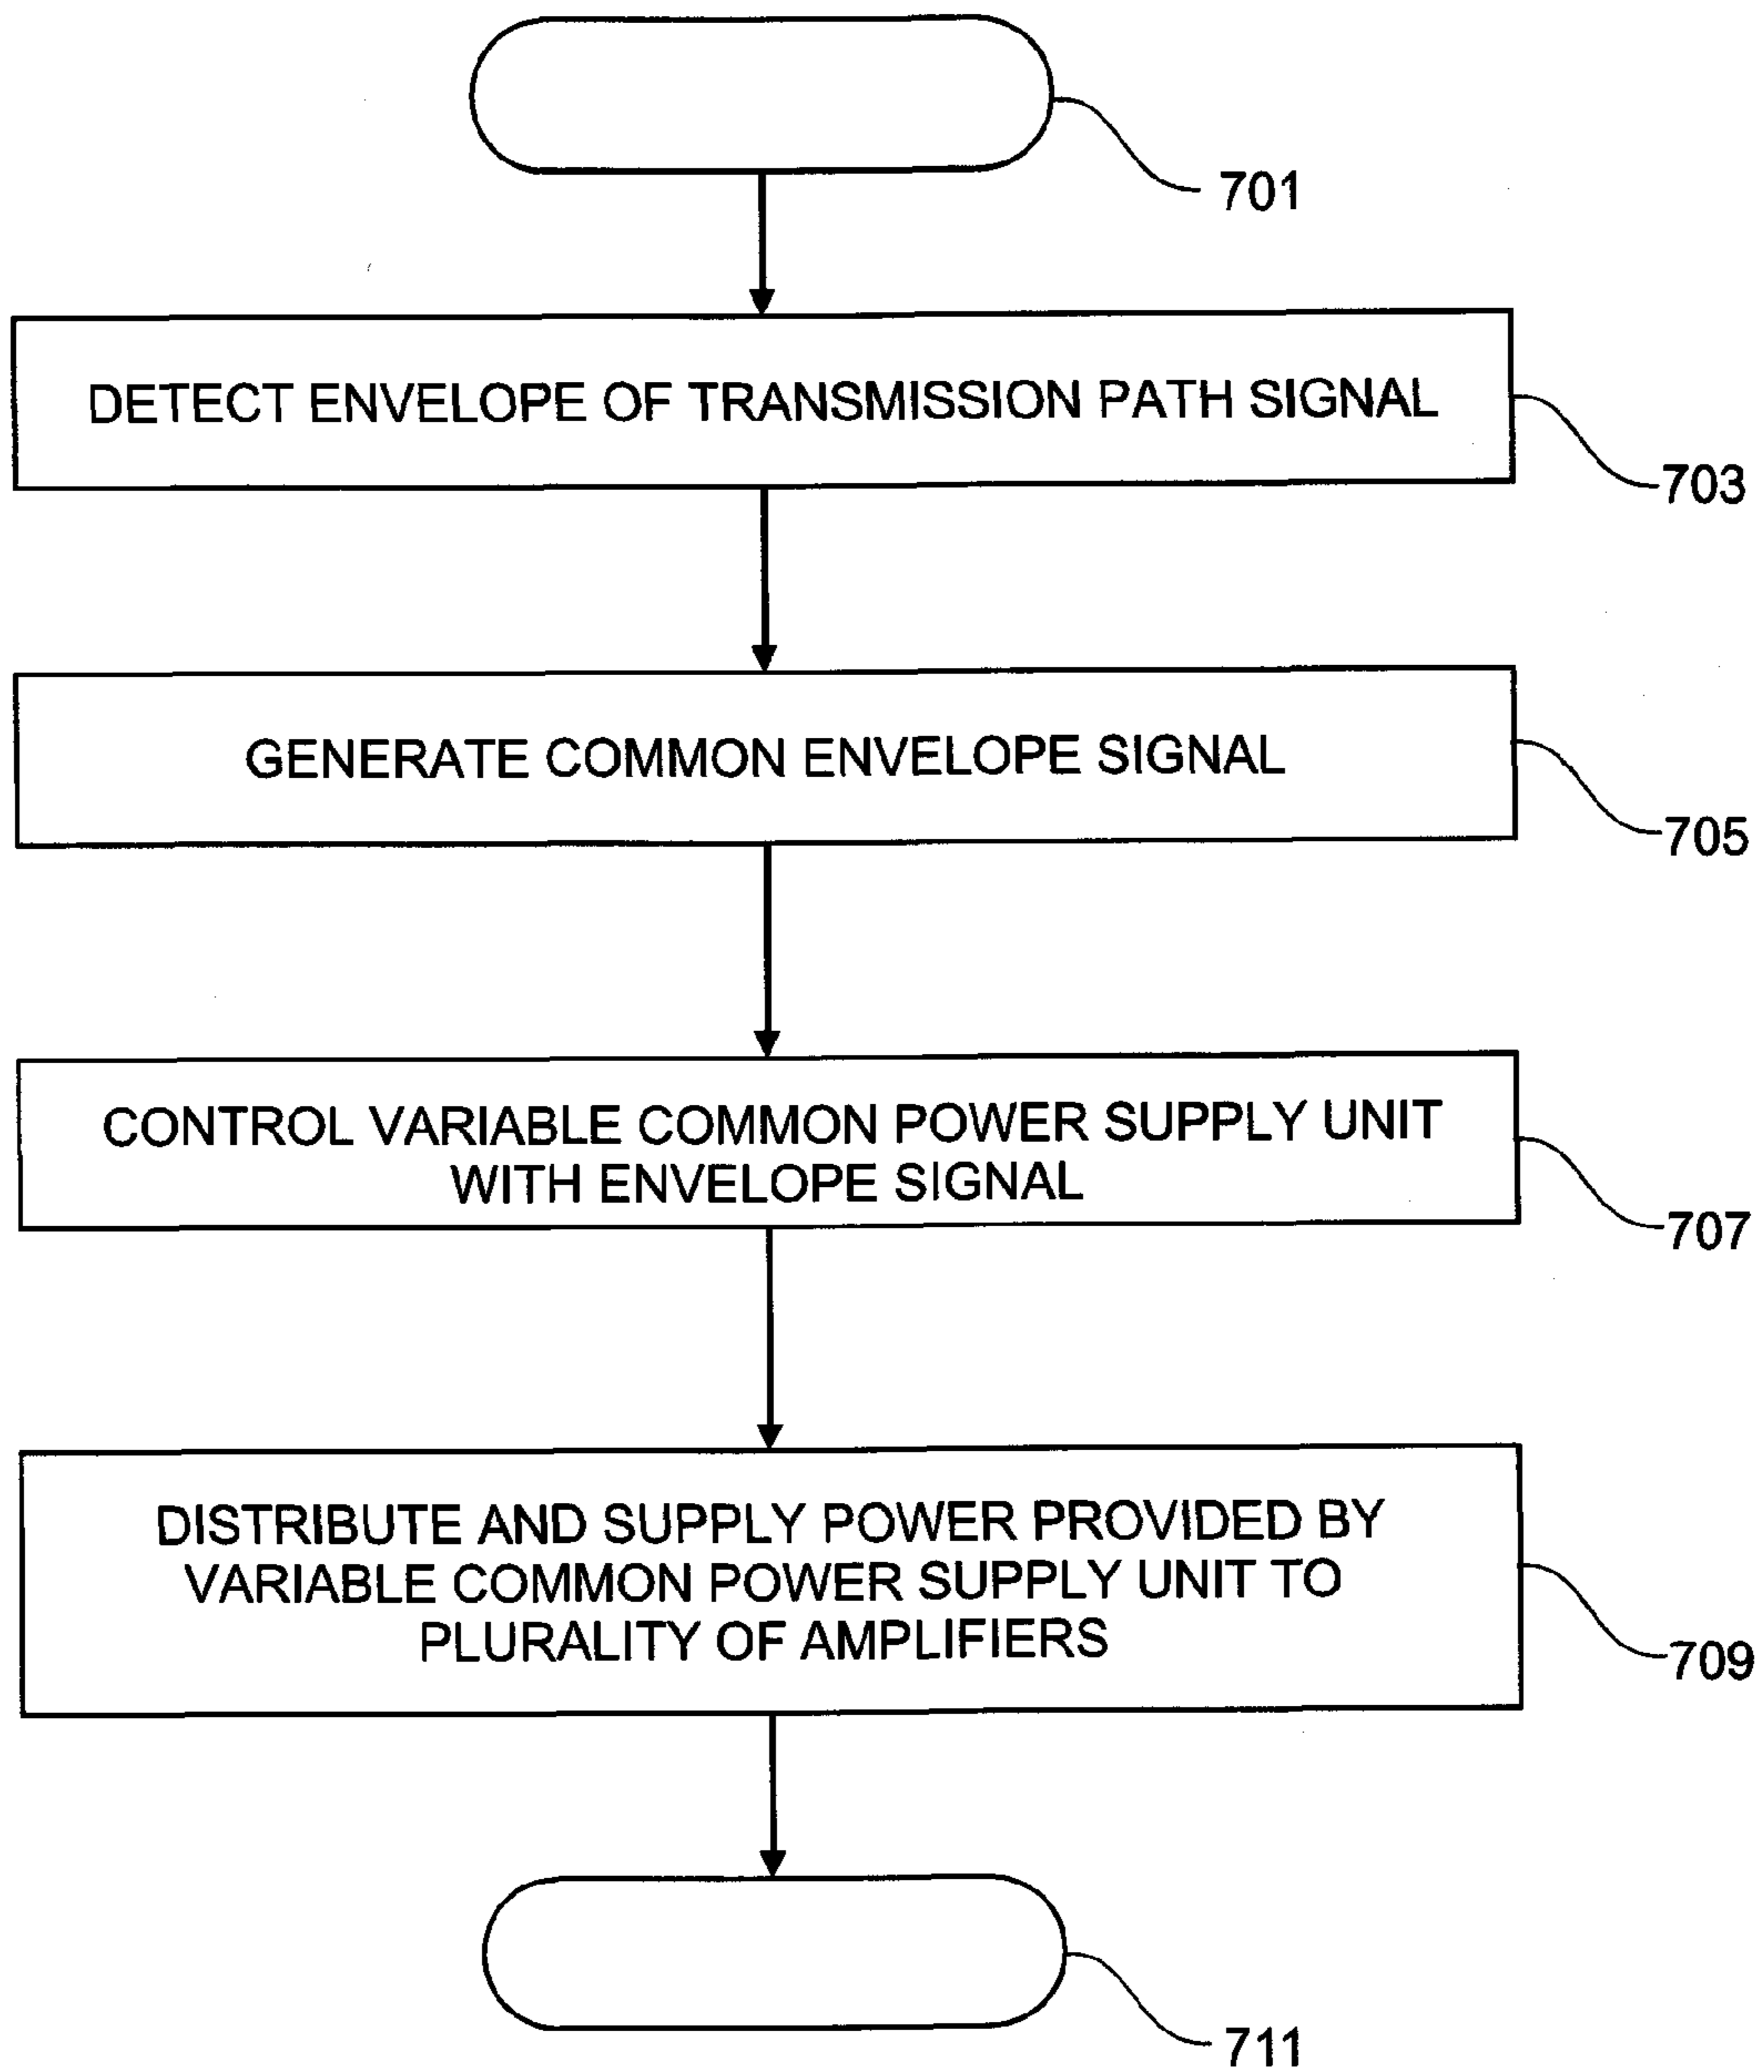 701
DETECT ENVELOPE OF TRANSMISSION PATH SIGNAL
703
GENERATE COMMON ENVELOPE SIGNAL
705
CONTROL VARIABLE COMMON POWER SUPPLY UNIT
WITH ENVELOPE SIGNAL
707
DISTRIBUTE AND SUPPLY POWER PROVIDED BY
VARIABLE COMMON POWER SUPPLY UNIT TO
PLURALITY OF AMPLIFIERS
709
711